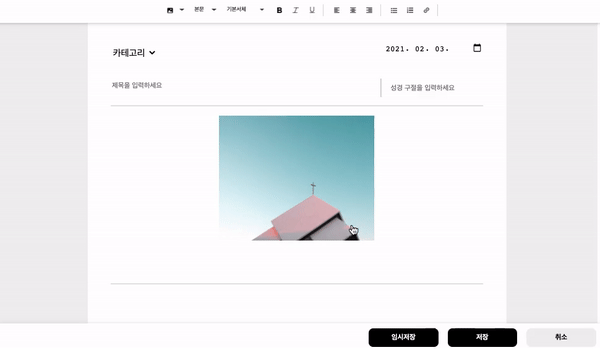 본문 기본서체 B I U
카테고리
2021. 02. 03.
제목을 입력하세요
성경 구절을 입력하세요
임시저장 저장 취소